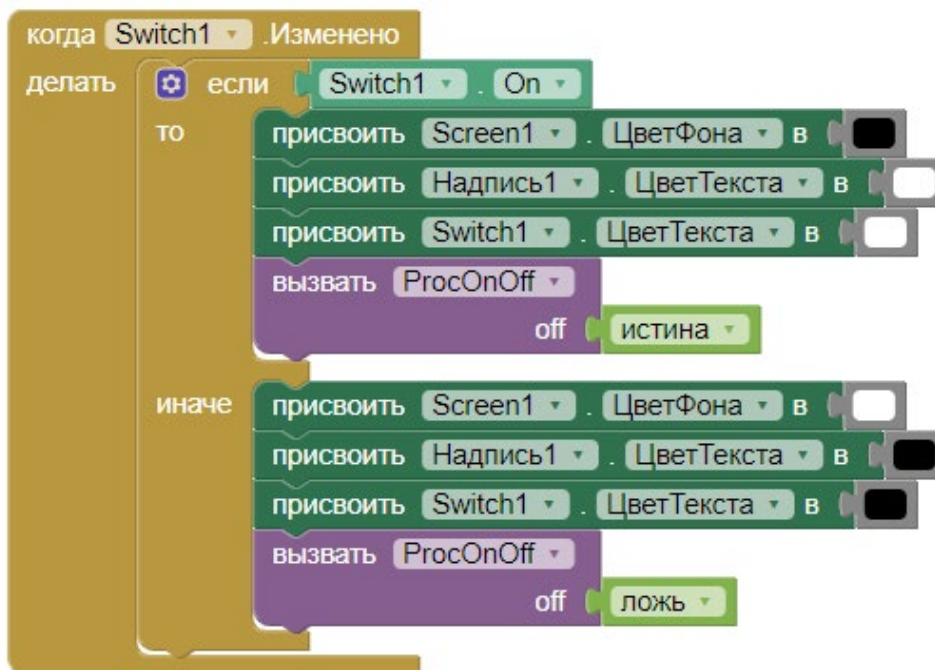 когда Switch1 .Изменено
делать если Switch1 . On
то присвоить Screen1 . ЦветФона в
присвоить Надпись1 . ЦветТекста в
присвоить Switch1 . ЦветТекста в
вызвать ProcOnOff
off истина
иначе присвоить Screen1 . ЦветФона в
присвоить Надпись1 . ЦветТекста в
присвоить Switch1 . ЦветТекста в
вызвать ProcOnOff
off ложь